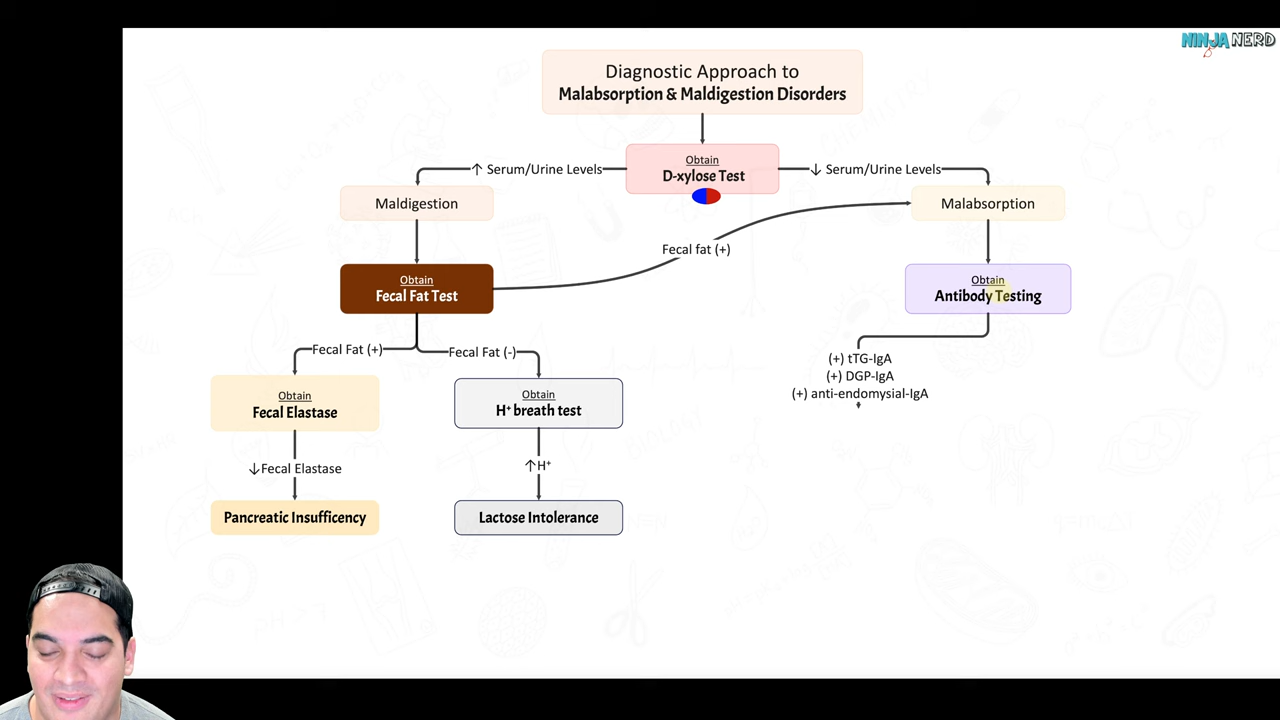 NINJA NERD
Diagnostic Approach to
Malabsorption & Maldigestion Disorders
Obtain
D-xylose Test
↑ Serum/Urine Levels
↓ Serum/Urine Levels
Maldigestion
Malabsorption
Fecal fat (+)
Obtain
Fecal Fat Test
Obtain
Antibody Testing
Fecal Fat (+)
Fecal Fat (-)
(+) tTG-IgA
(+) DGP-IgA
(+) anti-endomysial-IgA
Obtain
Fecal Elastase
Obtain
H⁺ breath test
↓Fecal Elastase
↑H⁺
Pancreatic Insufficency
Lactose Intolerance